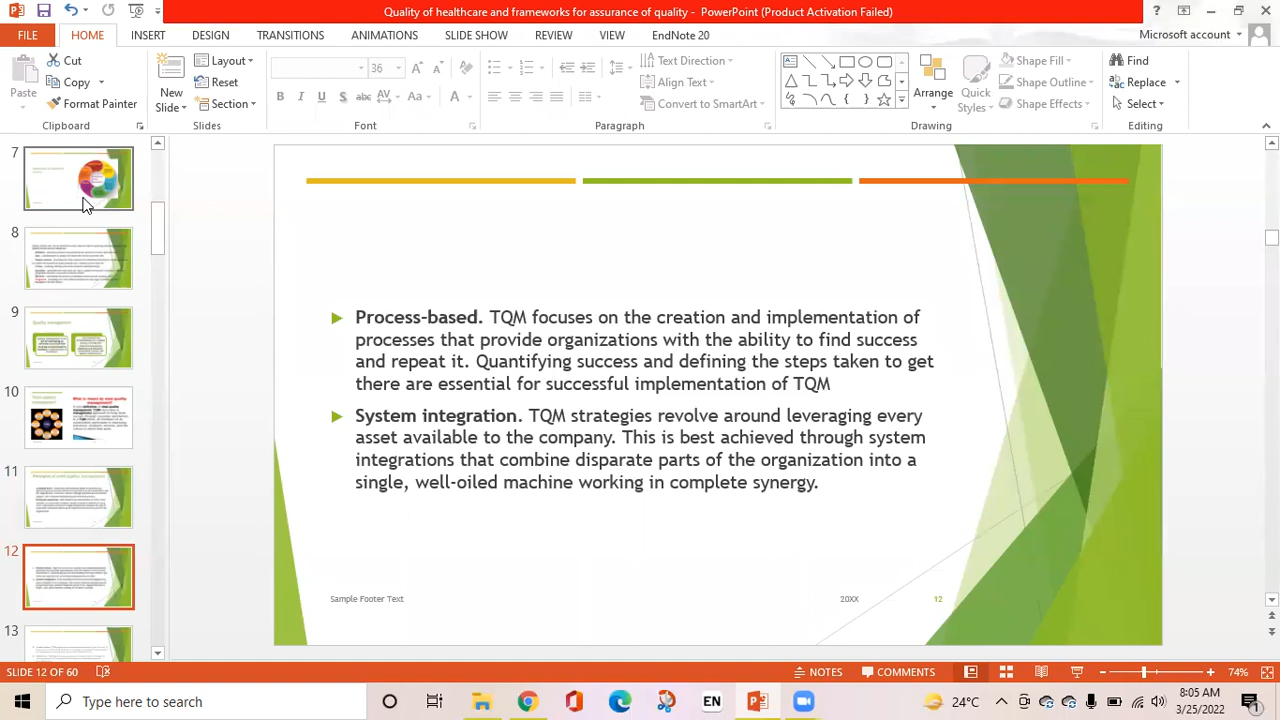 Quality of healthcare and frameworks for assurance of quality - PowerPoint (Product Activation Failed)
FILE HOME INSERT DESIGN TRANSITIONS ANIMATIONS SLIDE SHOW REVIEW VIEW EndNote 20 Microsoft account
Paste
Cut
Copy
Format Painter
Clipboard
New Slide
Layout
Reset
Section
Slides
36
Font
Text Direction
Align Text
Convert to SmartArt
Paragraph
Arrange
Quick Styles
Shape Fill
Shape Outline
Shape Effects
Drawing
Find
Replace
Select
Editing
7
8
9
Quality management
10
11
12
13
Process-based. TQM focuses on the creation and implementation of
processes that provide organizations with the ability to find success
and repeat it. Quantifying success and defining the steps taken to get
there are essential for successful implementation of TQM
System integration. TQM strategies revolve around leveraging every
asset available to the company. This is best achieved through system
integrations that combine disparate parts of the organization into a
single, well-oiled machine working in complete synergy.
Sample Footer Text 20XX 12
SLIDE 12 OF 60 NOTES COMMENTS 74%
Type here to search EN 24°C 8:05 AM
3/25/2022